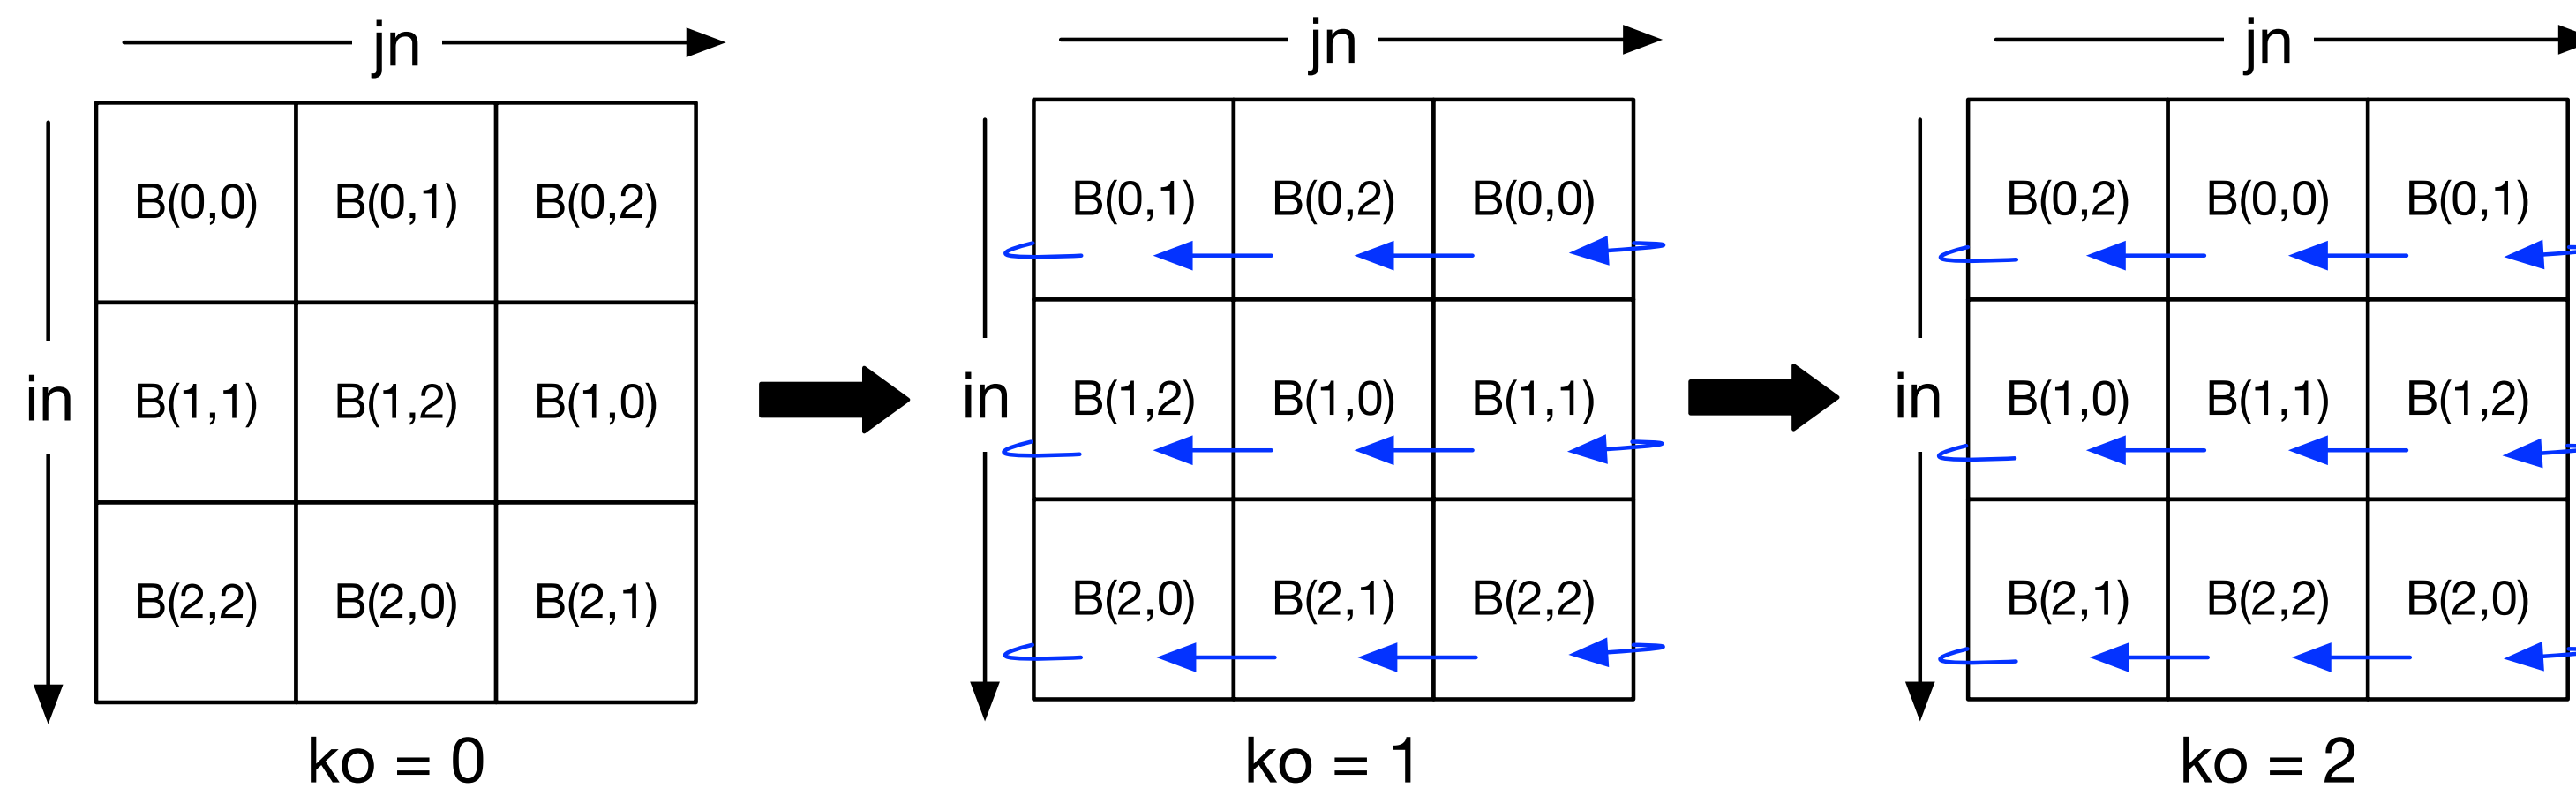 jn jn jn
B(0,0) B(0,1) B(0,2) B(0,1) B(0,2) B(0,0) B(0,2) B(0,0) B(0,1)
in B(1,1) B(1,2) B(1,0) in B(1,2) B(1,0) B(1,1) in B(1,0) B(1,1) B(1,2)
B(2,2) B(2,0) B(2,1) B(2,0) B(2,1) B(2,2) B(2,1) B(2,2) B(2,0)
ko = 0 ko = 1 ko = 2